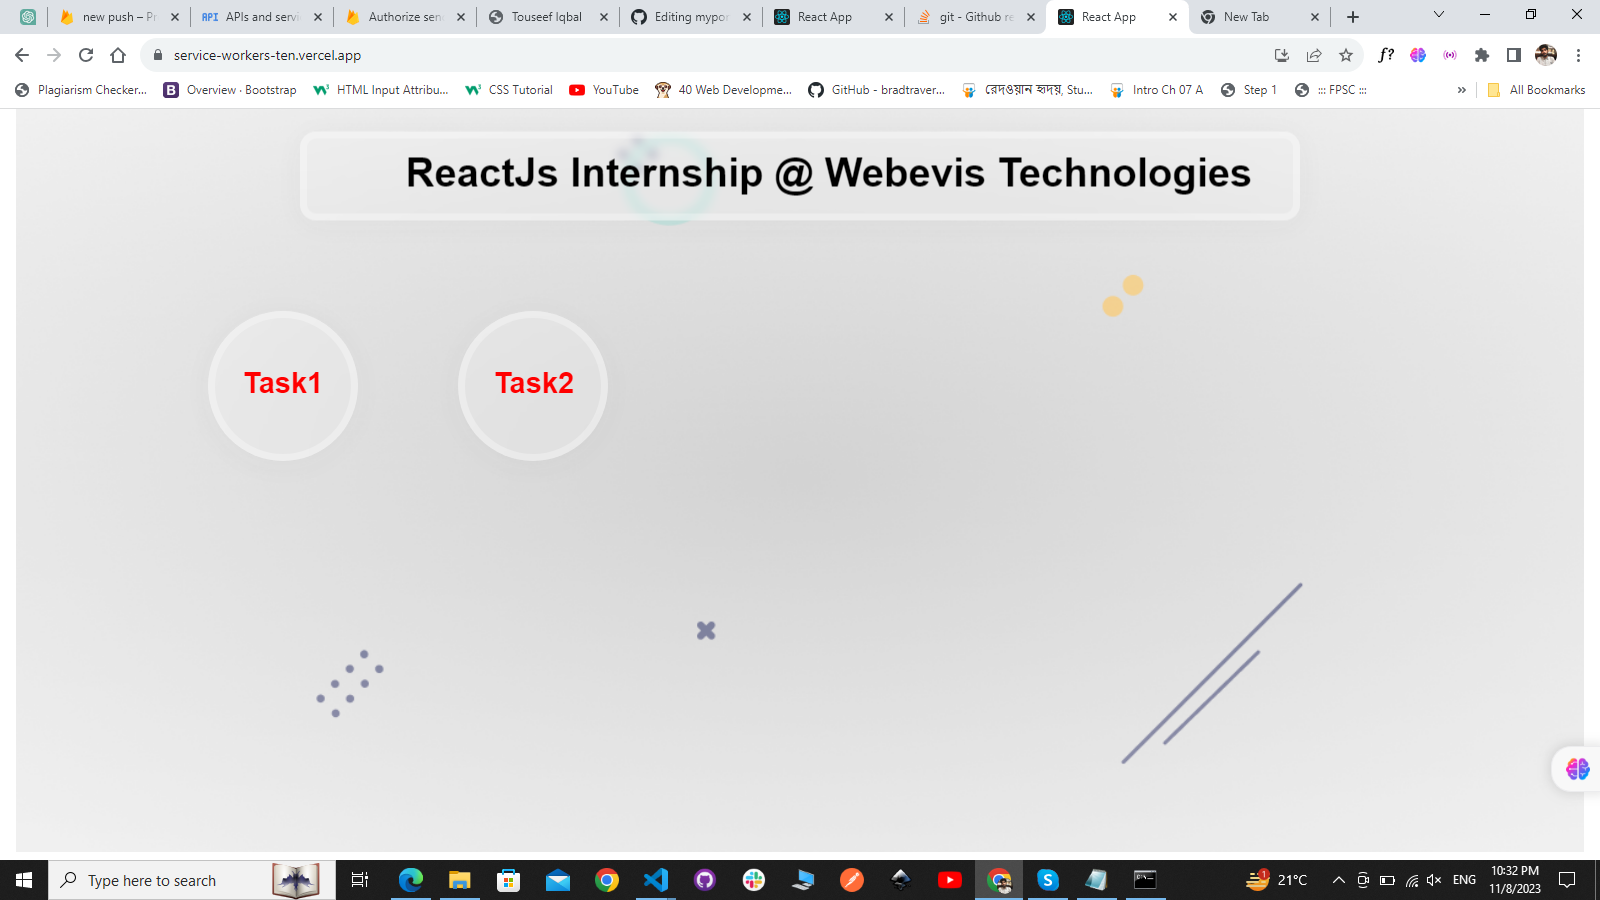 new push – Pr
API APIs and servi
Authorize sen
Touseef Iqbal
Editing mypor
React App
git - Github re
React App
New Tab
service-workers-ten.vercel.app
f?
Plagiarism Checker...
B Overview · Bootstrap
HTML Input Attribu...
CSS Tutorial
YouTube
40 Web Developme...
GitHub - bradtraver...
রেদওয়ান হৃদয়, Stu...
Intro Ch 07 A
Step 1
::: FPSC :::
»
All Bookmarks
ReactJs Internship @ Webevis Technologies
Task1
Task2
Type here to search
1
21°C
ENG
10:32 PM
11/8/2023